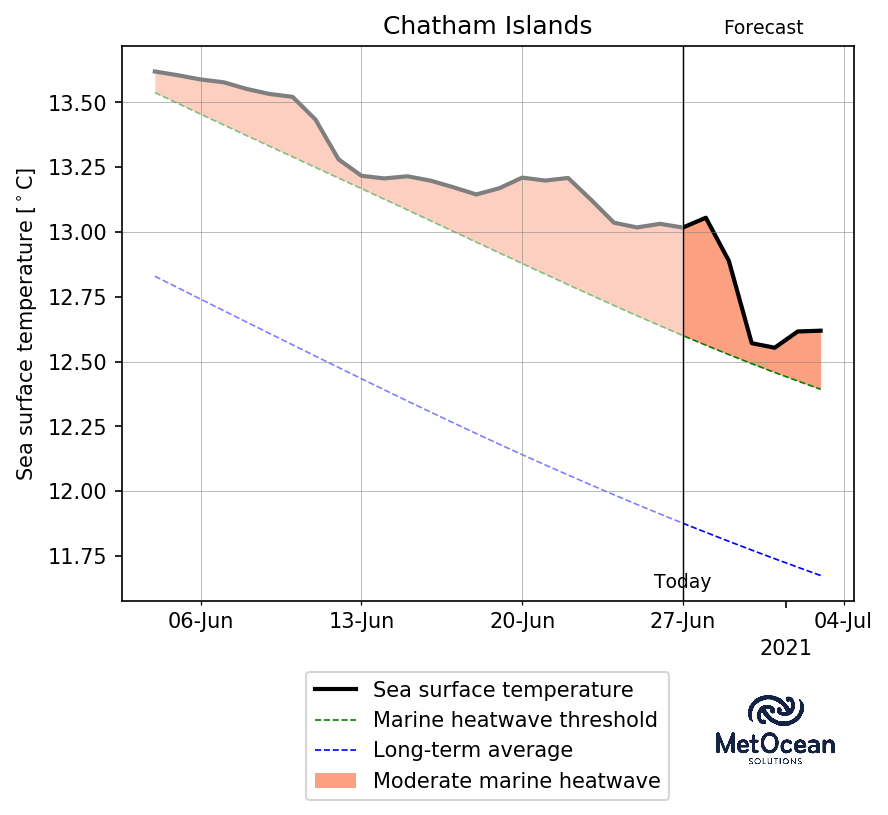 Chatham Islands
Forecast
Sea surface temperature [°C]
13.50
13.25
13.00
12.75
12.50
12.25
12.00
11.75
Today
06-Jun
13-Jun
20-Jun
27-Jun
04-Jul
2021
Sea surface temperature
Marine heatwave threshold
Long-term average
Moderate marine heatwave
MetOcean
SOLUTIONS